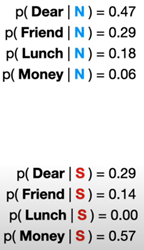 p( Dear | N ) = 0.47
p( Friend | N ) = 0.29
p( Lunch | N ) = 0.18
p( Money | N ) = 0.06
p( Dear | S ) = 0.29
p( Friend | S ) = 0.14
p( Lunch | S ) = 0.00
p( Money | S ) = 0.57